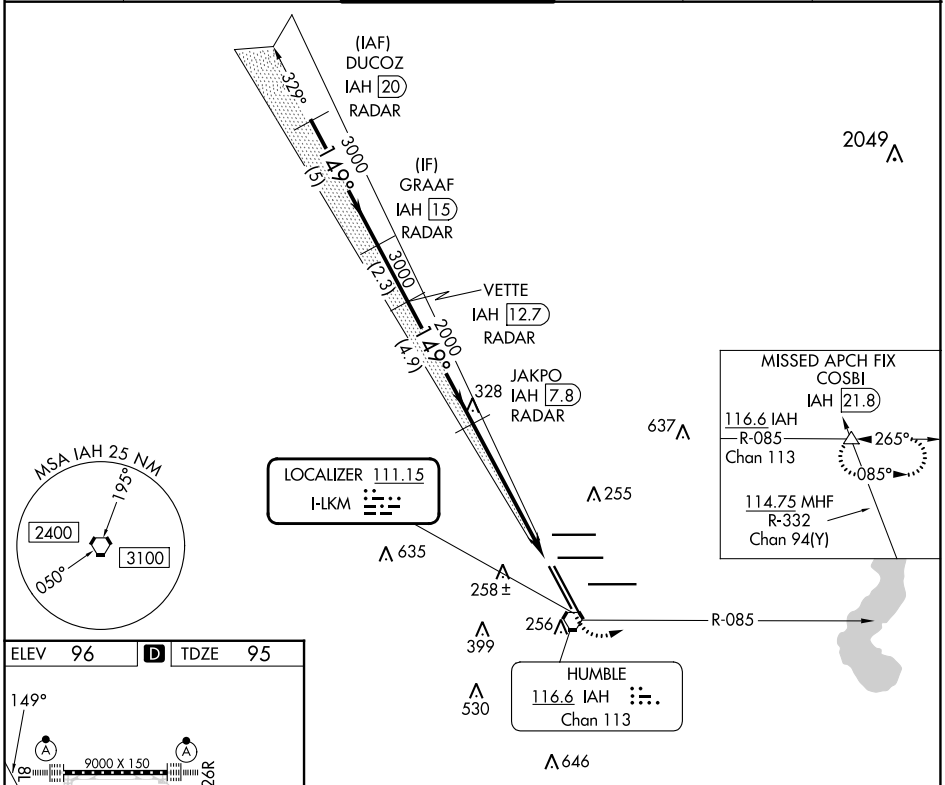 (IAF)
DUCOZ
IAH 20
RADAR
329°
3000
149°
(5)
(IF)
GRAAF
IAH 15
RADAR
2049
3000
(2.3)
VETTE
IAH 12.7
RADAR
2000
149°
(4.9)
328
JAKPO
IAH 7.8
RADAR
637
MISSED APCH FIX
COSBI
IAH 21.8
116.6 IAH
R-085
Chan 113
265°
085°
114.75 MHF
R-332
Chan 94(Y)
MSA IAH 25 NM
195°
2400
3100
050°
LOCALIZER 111.15
I-LKM
255
635
258 ±
256
399
R-085
HUMBLE
116.6 IAH
Chan 113
530
646
ELEV 96 D TDZE 95
149°
A
A
9000 X 150
8L
26R